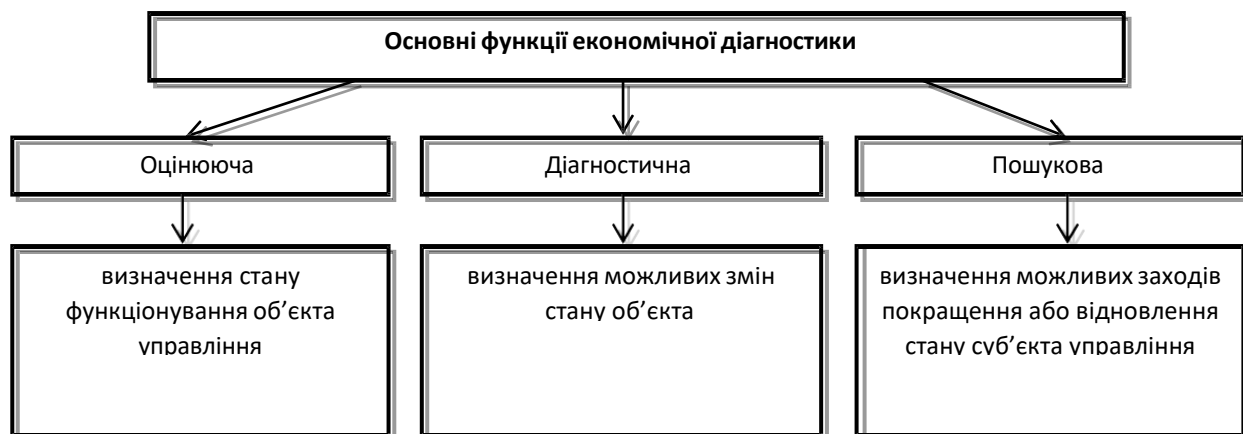 Основні функції економічної діагностики
Оцінююча
Діагностична
Пошукова
визначення стану
функціонування об’єкта
управління
визначення можливих змін
стану об’єкта
визначення можливих заходів
покращення або відновлення
стану суб’єкта управління